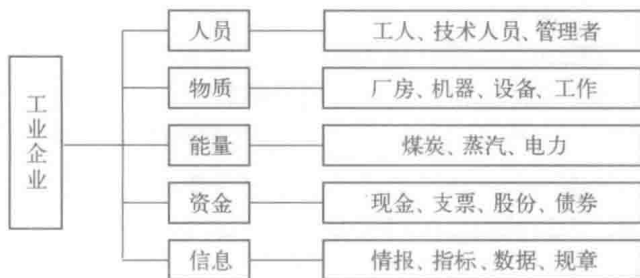 工业企业
人员
工人、技术人员、管理者
物质
厂房、机器、设备、工作
能量
煤炭、蒸汽、电力
资金
现金、支票、股份、债券
信息
情报、指标、数据、规章